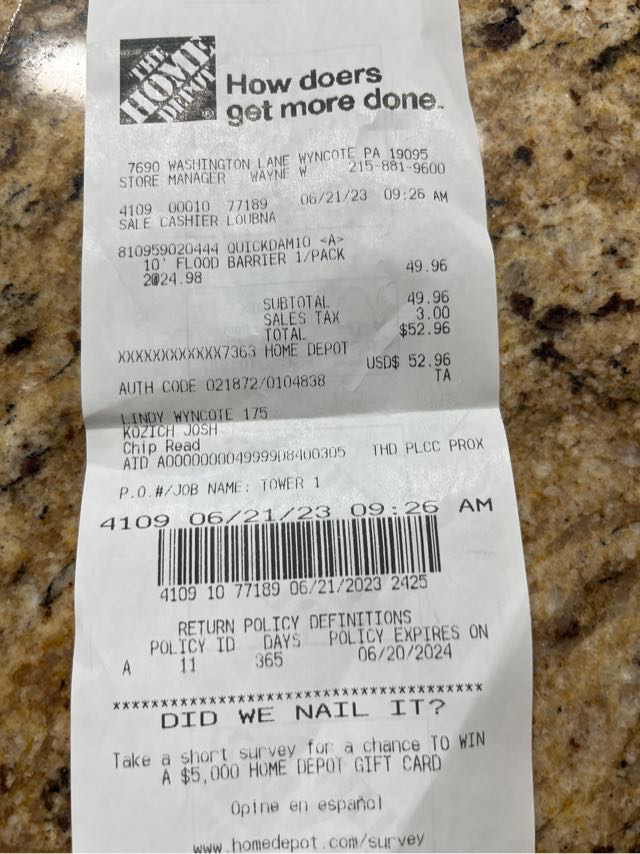 THE HOME DEPOT
How doers
get more done.
7690 WASHINGTON LANE WYNCOTE PA 19095
STORE MANAGER WAYNE W 215-881-9600
4109 00010 77189 06/21/23 09:26 AM
SALE CASHIER LOUBNA
810959020444 QUICKDAM10 <A>
10' FLOOD BARRIER 1/PACK
2@24.98 49.96
SUBTOTAL 49.96
SALES TAX 3.00
TOTAL $52.96
XXXXXXXXXXXX7363 HOME DEPOT
USD$ 52.96
AUTH CODE 021872/0104838 TA
LINDY WYNCOTE 175
KOZICH JOSH
Chip Read
AID A0000000049999D8400305 THD PLCC PROX
P.O.#/JOB NAME: TOWER 1
4109 06/21/23 09:26 AM
4109 10 77189 06/21/2023 2425
RETURN POLICY DEFINITIONS
POLICY ID DAYS POLICY EXPIRES ON
A 11 365 06/20/2024
****************************************
DID WE NAIL IT?
Take a short survey for a chance TO WIN
A $5,000 HOME DEPOT GIFT CARD
Opine en español
www.homedepot.com/survey